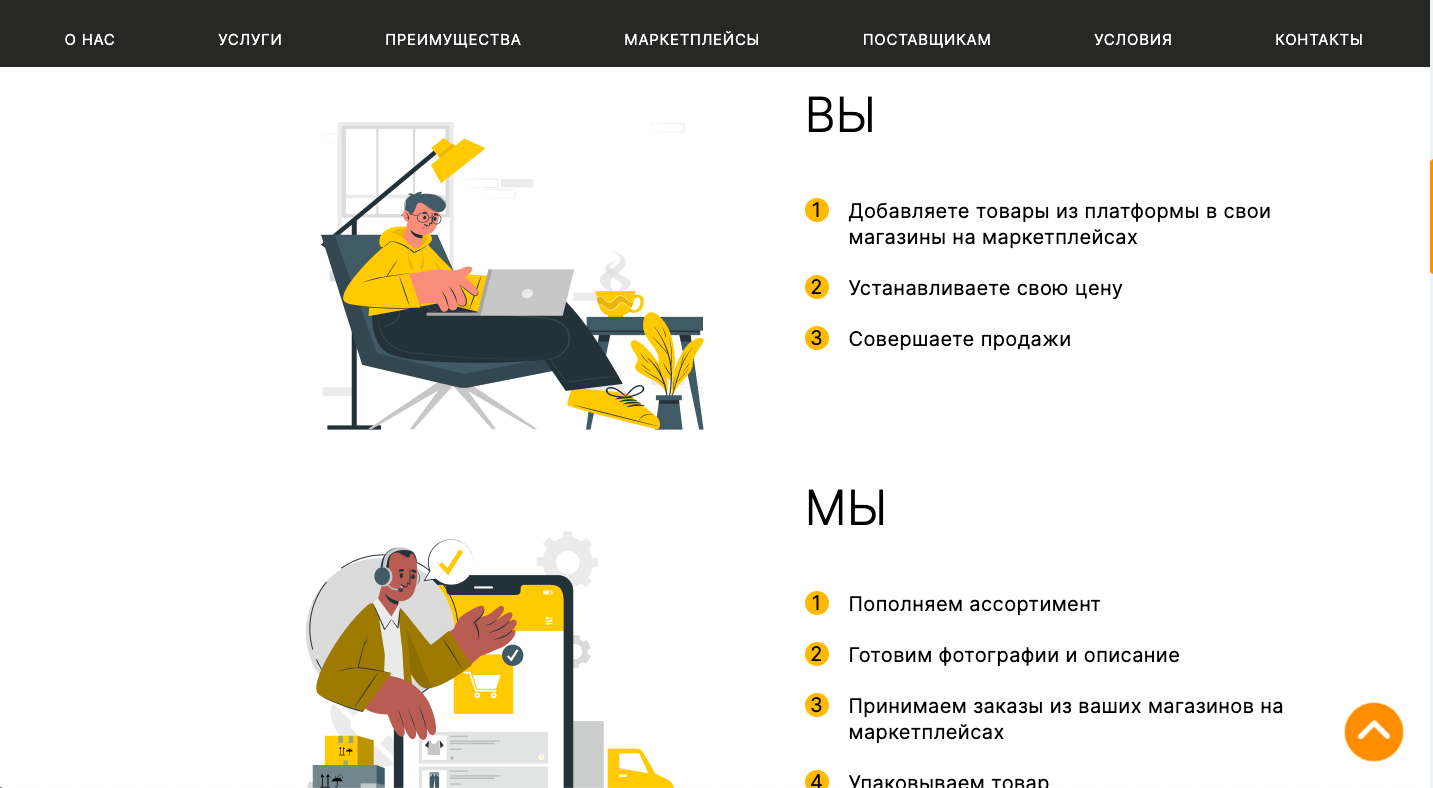 О НАС УСЛУГИ ПРЕИМУЩЕСТВА МАРКЕТПЛЕЙСЫ ПОСТАВЩИКАМ УСЛОВИЯ КОНТАКТЫ
ВЫ
1 Добавляете товары из платформы в свои
магазины на маркетплейсах
2 Устанавливаете свою цену
3 Совершаете продажи
МЫ
1 Пополняем ассортимент
2 Готовим фотографии и описание
3 Принимаем заказы из ваших магазинов на
маркетплейсах
4 Упаковываем товар